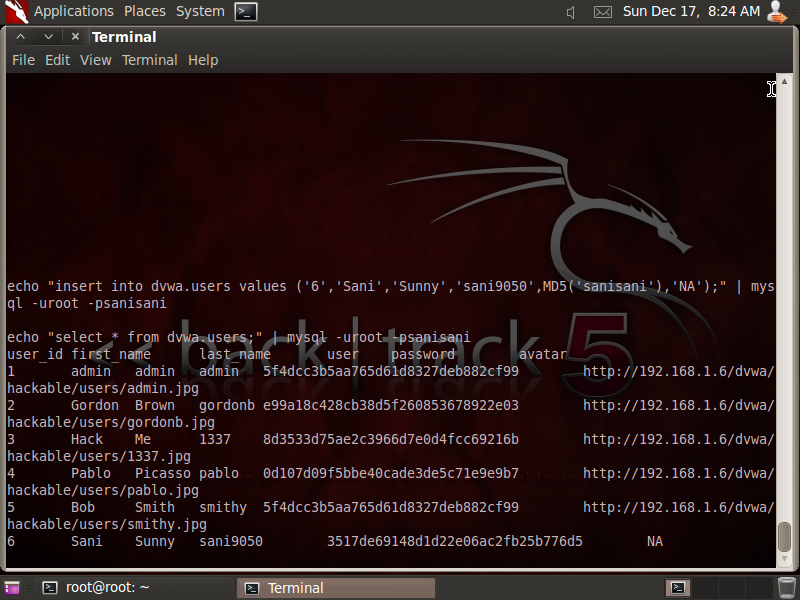 Applications Places System Sun Dec 17, 8:24 AM
Terminal
File Edit View Terminal Help
echo "insert into dvwa.users values ('6','Sani','Sunny','sani9050',MD5('sanisani'),'NA');" | mys
ql -uroot -psanisani
echo "select * from dvwa.users;" | mysql -uroot -psanisani
user_id first_name last_name user password avatar
1 admin admin admin 5f4dcc3b5aa765d61d8327deb882cf99 http://192.168.1.6/dvwa/
hackable/users/admin.jpg
2 Gordon Brown gordonb e99a18c428cb38d5f260853678922e03 http://192.168.1.6/dvwa/
hackable/users/gordonb.jpg
3 Hack Me 1337 8d3533d75ae2c3966d7e0d4fcc69216b http://192.168.1.6/dvwa/
hackable/users/1337.jpg
4 Pablo Picasso pablo 0d107d09f5bbe40cade3de5c71e9e9b7 http://192.168.1.6/dvwa/
hackable/users/pablo.jpg
5 Bob Smith smithy 5f4dcc3b5aa765d61d8327deb882cf99 http://192.168.1.6/dvwa/
hackable/users/smithy.jpg
6 Sani Sunny sani9050 3517de69148d1d22e06ac2fb25b776d5 NA
<< back | track 5
root@root: ~ Terminal